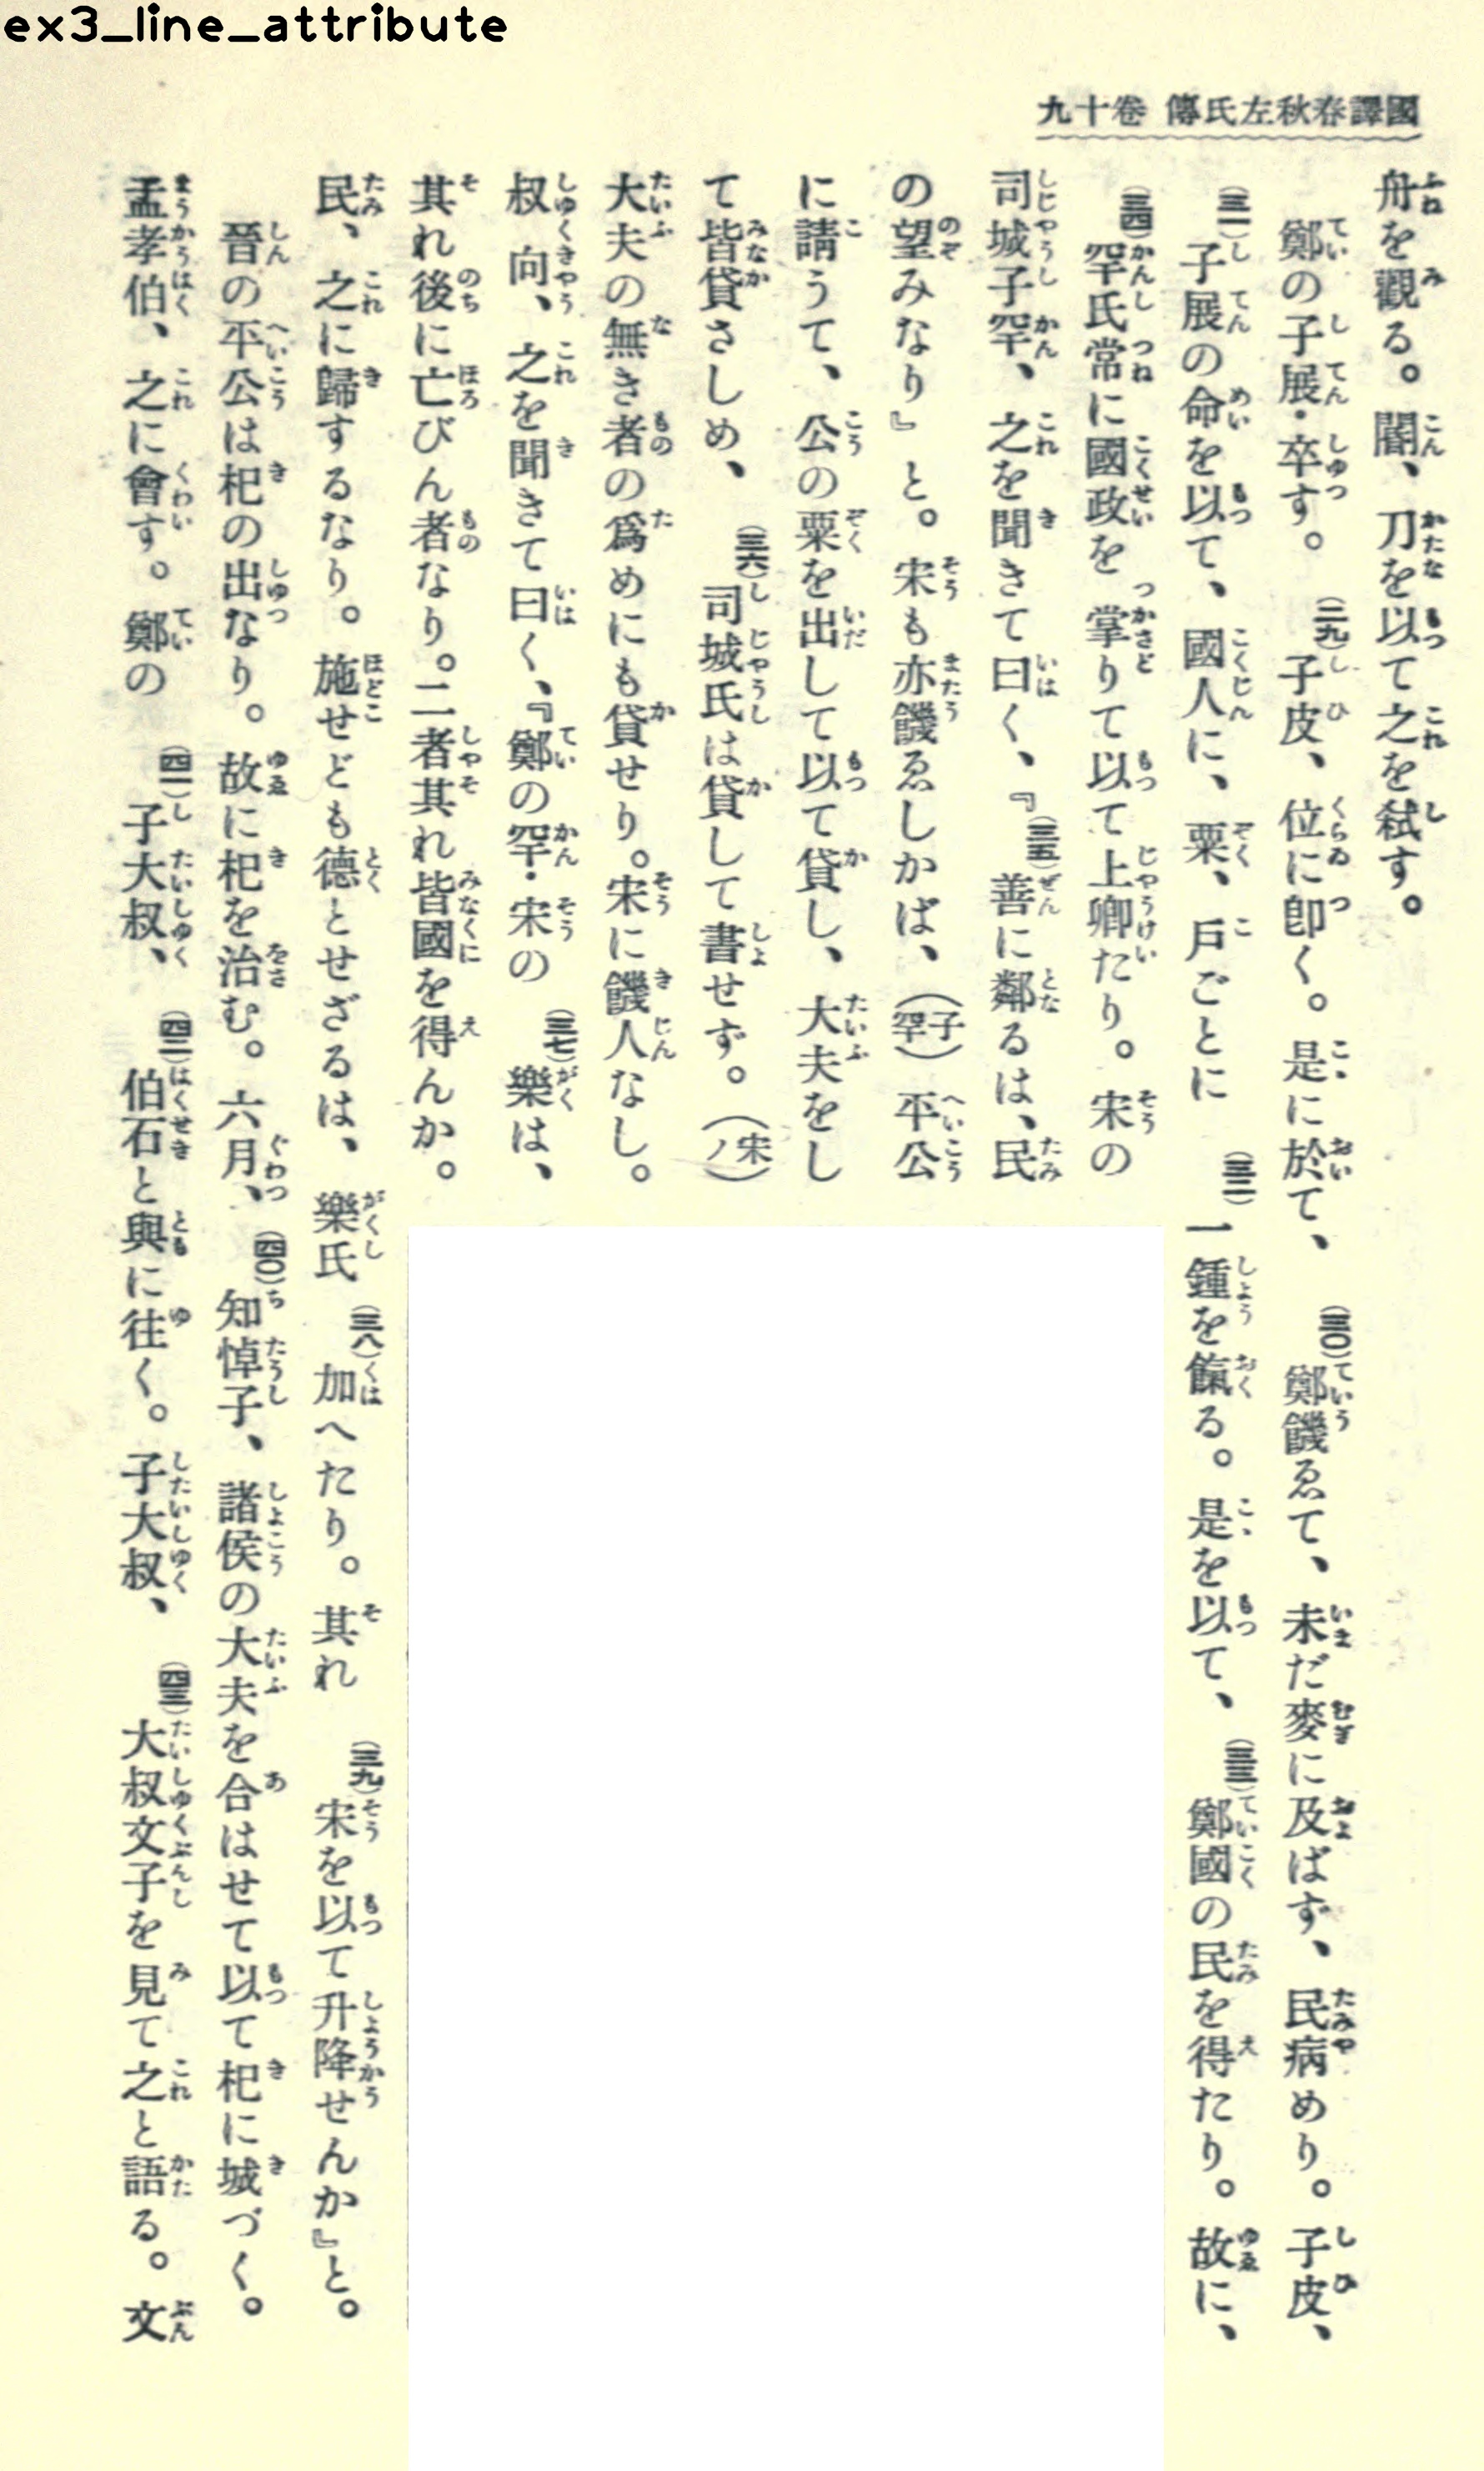 ex3_line_attribute
國譯春秋左氏傳 卷十九
舟を觀る。閽、刀を以て之を弑す。
鄭の子展・卒す。(二九)子皮、位に卽く。是に於て、(三〇)鄭饑ゑて、未だ麥に及ばず、民病めり。子皮、
(三一)子展の命を以て、國人に、粟、戶ごとに(三二)一鍾を餼る。是を以て、(三三)鄭國の民を得たり。故に、
(三四)罕氏常に國政を掌りて以て上卿たり。宋の
司城子罕、之を聞きて曰く、『(三五)善に鄰るは、民
の望みなり』と。宋も亦饑ゑしかば、(子罕)平公
に請うて、公の粟を出して以て貸し、大夫をし
て皆貸さしめ、(三六)司城氏は貸して書せず。(宋ノ)
大夫の無き者の爲めにも貸せり。宋に饑人なし。
叔向、之を聞きて曰く、『鄭の罕・宋の(三七)樂は、
其れ後に亡びん者なり。二者其れ皆國を得んか。
民、之に歸するなり。施せども德とせざるは、樂氏(三八)加へたり。其れ(三九)宋を以て升降せんか』と。
晉の平公は杞の出なり。故に杞を治む。六月、(四〇)知悼子、諸侯の大夫を合はせて以て杞に城づく。
孟孝伯、之に會す。鄭の(四一)子大叔、(四二)伯石と與に往く。子大叔、(四三)大叔文子を見て之と語る。文